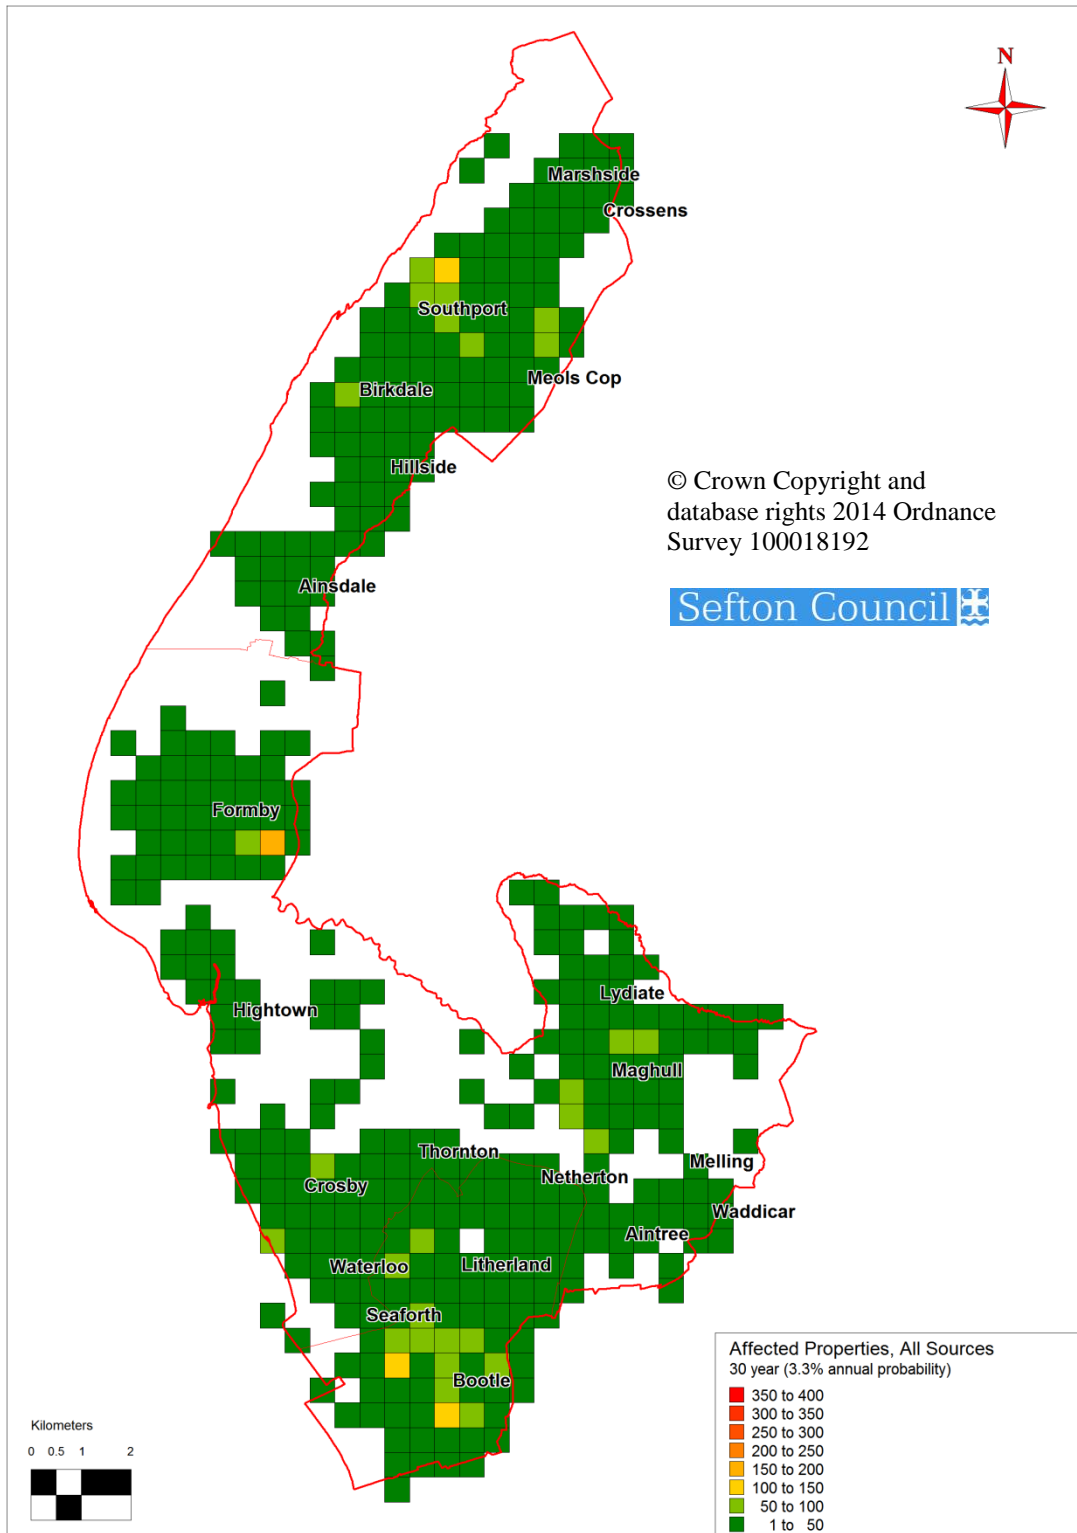 N
Marshside
Crossens
Southport
Meols Cop
Birkdale
Hillside
© Crown Copyright and
database rights 2014 Ordnance
Survey 100018192
Ainsdale
Sefton Council
Formby
Lydiate
Hightown
Maghull
Thornton
Melling
Netherton
Crosby
Waddicar
Aintree
Waterloo
Litherland
Seaforth
Bootle
Affected Properties, All Sources
30 year (3.3% annual probability)
350 to 400
300 to 350
250 to 300
200 to 250
150 to 200
100 to 150
50 to 100
1 to 50
Kilometers
0 0.5 1 2